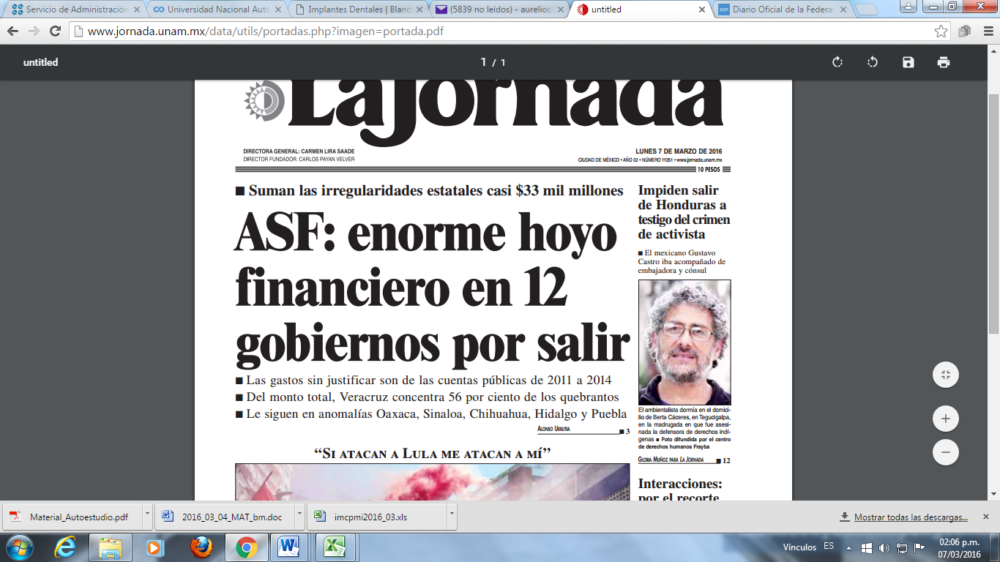 Servicio de Administración
Universidad Nacional Autó
Implantes Dentales | Blanq
(5839 no leídos) - aurelioc
untitled
Diario Oficial de la Federac
www.jornada.unam.mx/data/utils/portadas.php?imagen=portada.pdf
untitled
1 / 1
La Jornada
DIRECTORA GENERAL: CARMEN LIRA SAADE
DIRECTOR FUNDADOR: CARLOS PAYAN VELVER
LUNES 7 DE MARZO DE 2016
CIUDAD DE MÉXICO • AÑO 32 • NÚMERO 11351 • www.jornada.unam.mx
10 PESOS
■ Suman las irregularidades estatales casi $33 mil millones
ASF: enorme hoyo
financiero en 12
gobiernos por salir
■ Las gastos sin justificar son de las cuentas públicas de 2011 a 2014
■ Del monto total, Veracruz concentra 56 por ciento de los quebrantos
■ Le siguen en anomalías Oaxaca, Sinaloa, Chihuahua, Hidalgo y Puebla
ALONSO URRUTIA ■ 3
“SI ATACAN A LULA ME ATACAN A MÍ”
Impiden salir
de Honduras a
testigo del crimen
de activista
■ El mexicano Gustavo
Castro iba acompañado de
embajadora y cónsul
El ambientalista dormía en el domici-
lio de Berta Cáceres, en Tegucigalpa,
en la madrugada en que fue asesi-
nada la defensora de derechos indí-
genas ■ Foto difundida por el centro
de derechos humanos Frayba
GLORIA MUÑOZ PARA LA JORNADA ■ 12
Interacciones:
por el recorte
Material_Autoestudio.pdf
2016_03_04_MAT_bm.doc
imcpmi2016_03.xls
Mostrar todas las descargas...
Vínculos
ES
02:06 p.m.
07/03/2016